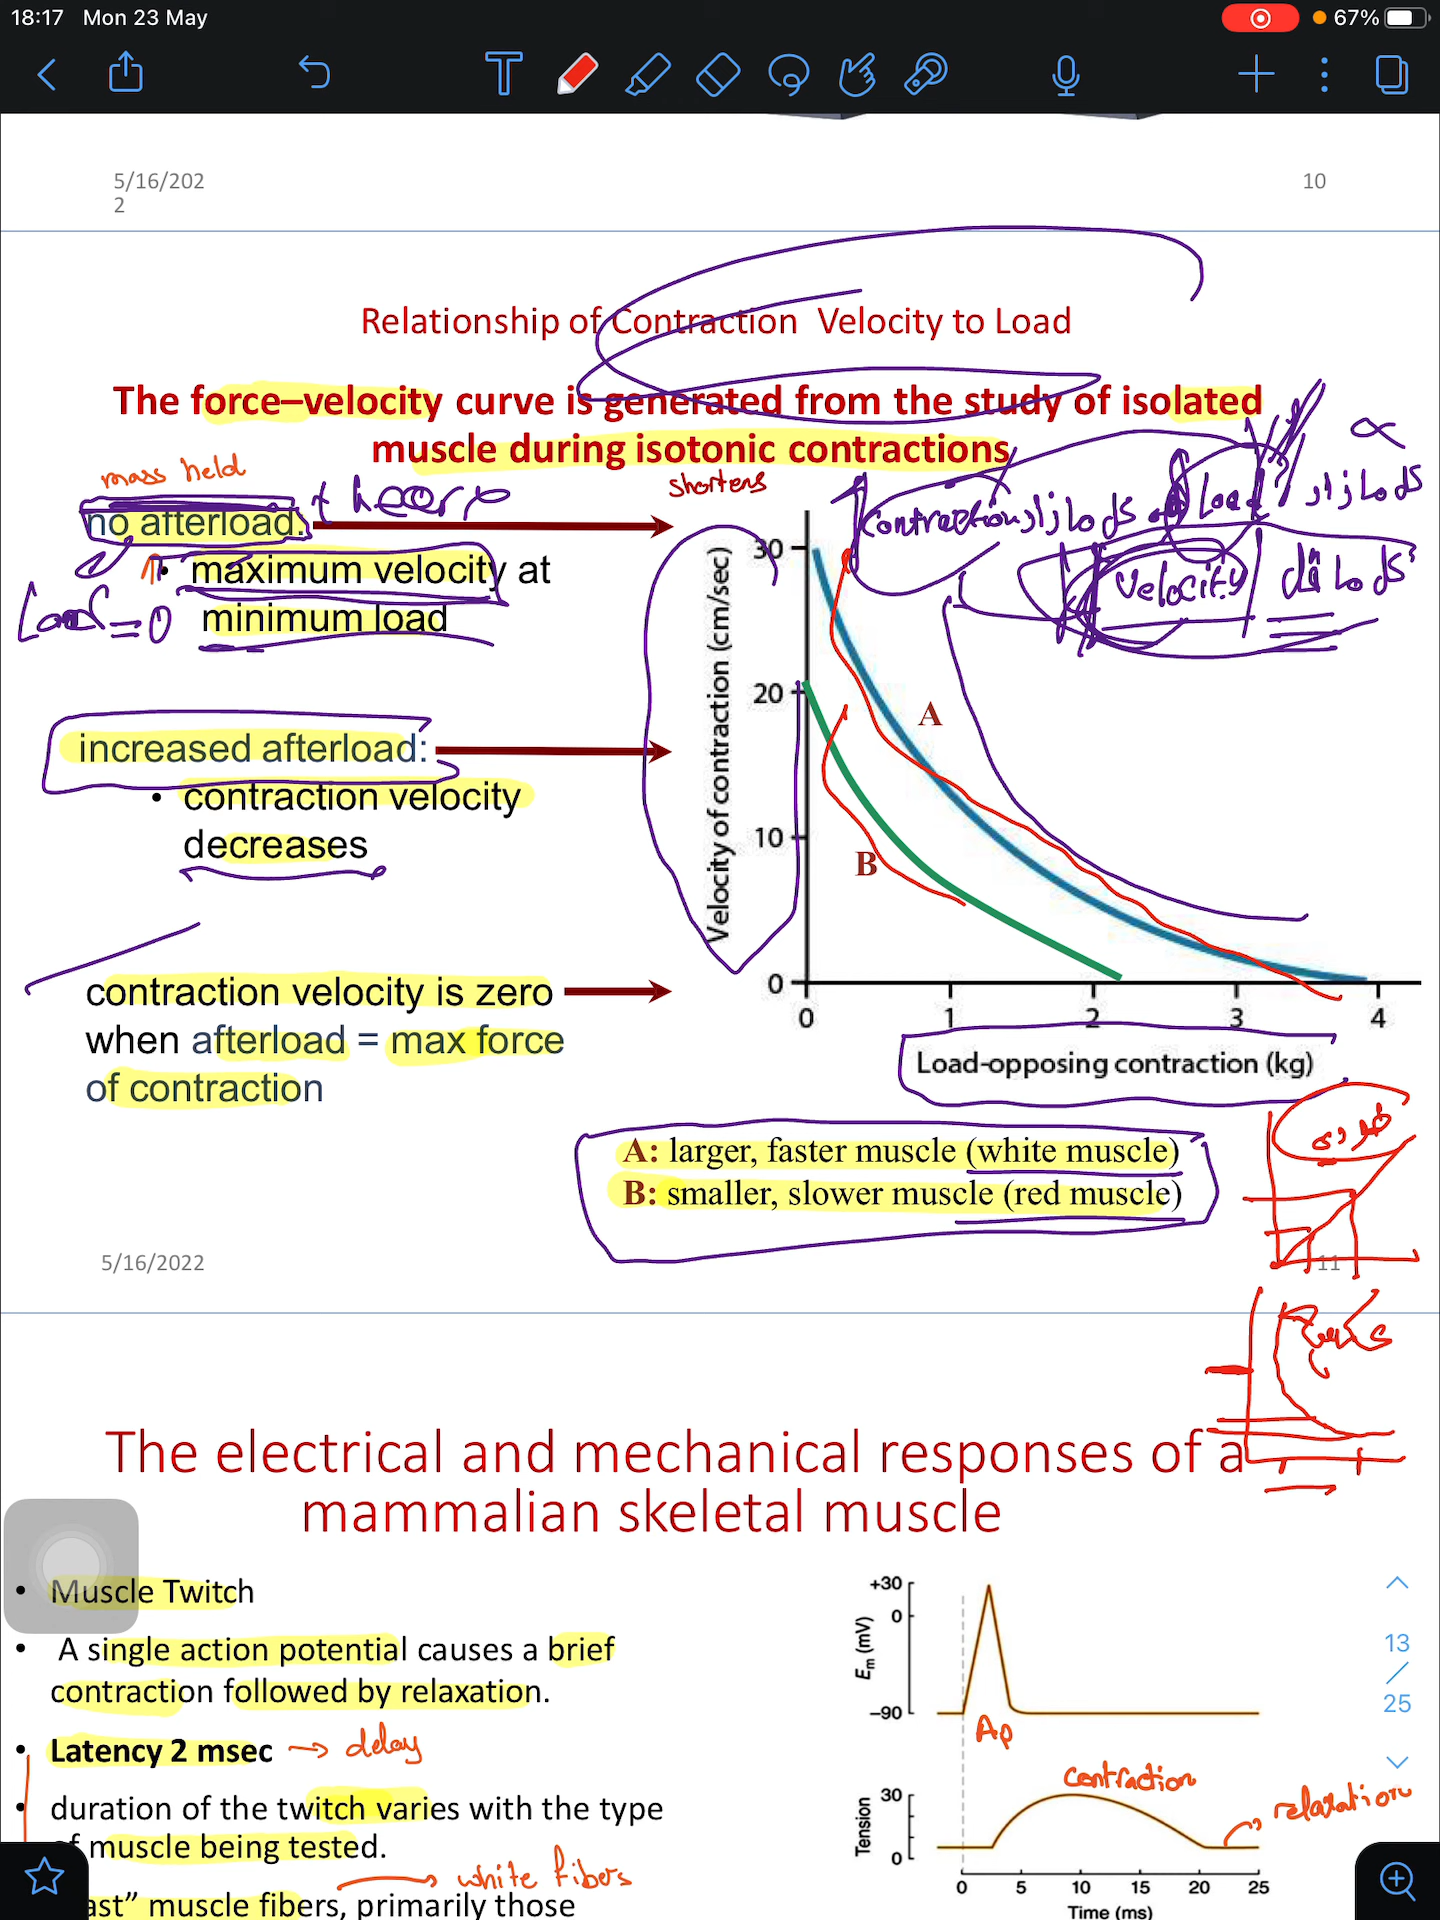 18:17 Mon 23 May
67%
5/16/202
2
10
Relationship of Contraction Velocity to Load
The force–velocity curve is generated from the study of isolated
muscle during isotonic contractions
mass held
shortens
∝
no afterload:
Contraction
load
• maximum velocity at
minimum load
Load = 0
velocity
increased afterload:
• contraction velocity
decreases
contraction velocity is zero
when afterload = max force
of contraction
Velocity of contraction (cm/sec)
30
20
10
0
A
B
0 1 2 3 4
Load-opposing contraction (kg)
A: larger, faster muscle (white muscle)
B: smaller, slower muscle (red muscle)
5/16/2022
11
The electrical and mechanical responses of a
mammalian skeletal muscle
• Muscle Twitch
• A single action potential causes a brief
contraction followed by relaxation.
• Latency 2 msec → delay
• duration of the twitch varies with the type
of muscle being tested.
white fibers
ast” muscle fibers, primarily those
+30
0
-90
Em (mV)
AP
contraction
relaxation
30
0
Tension
0 5 10 15 20 25
Time (ms)
13
/
25